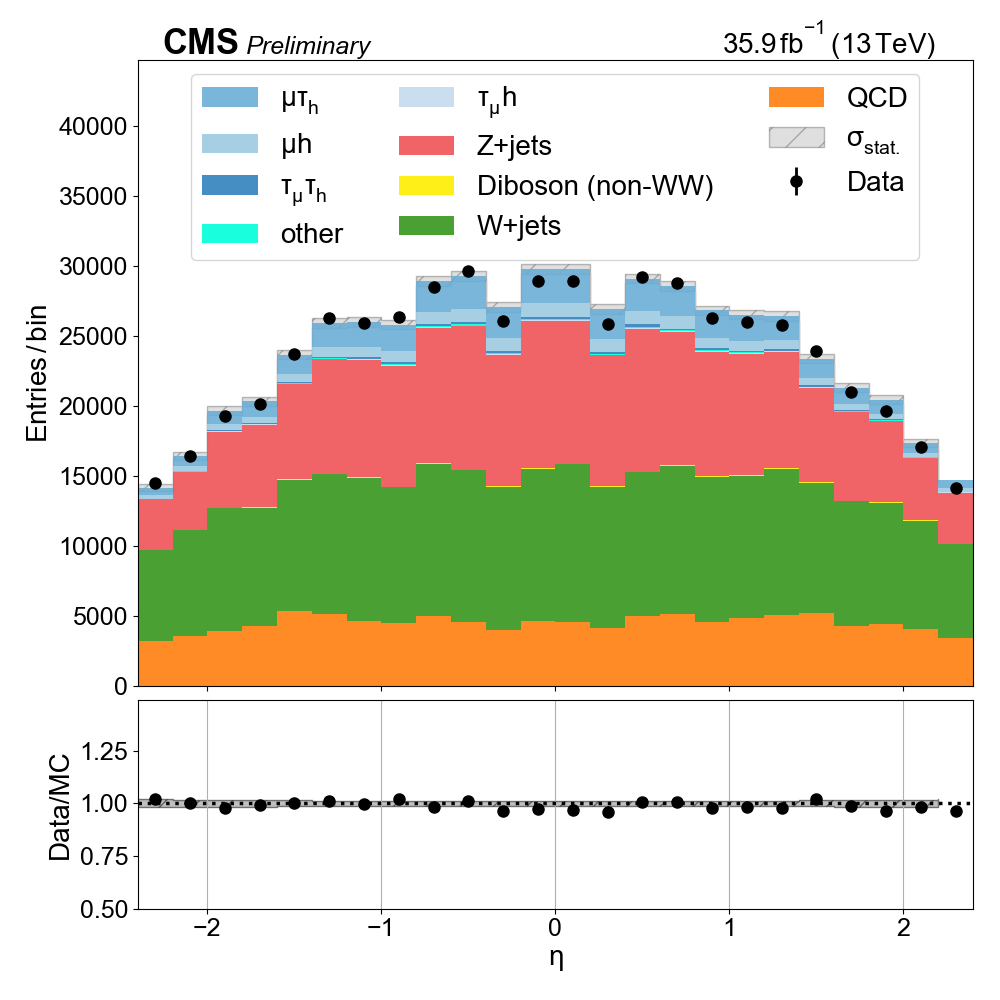 CMS Preliminary 35.9 fb⁻¹ (13 TeV)
μτh τμh QCD
μh Z+jets σstat.
τμτh Diboson (non-WW) Data
other W+jets
Entries / bin
40000
35000
30000
25000
20000
15000
10000
5000
0
Data/MC
1.25
1.00
0.75
0.50
−2 −1 0 1 2
η